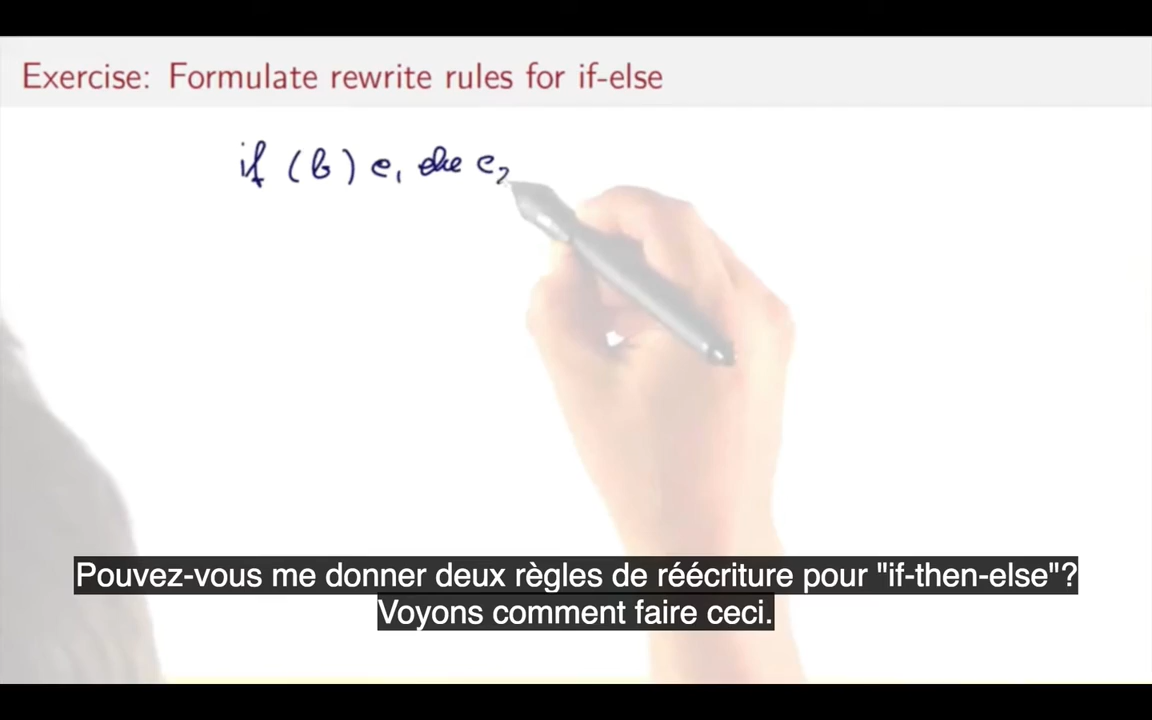 Exercise: Formulate rewrite rules for if-else
if (b) e₁ else e₂
Pouvez-vous me donner deux règles de réécriture pour "if-then-else"?
Voyons comment faire ceci.